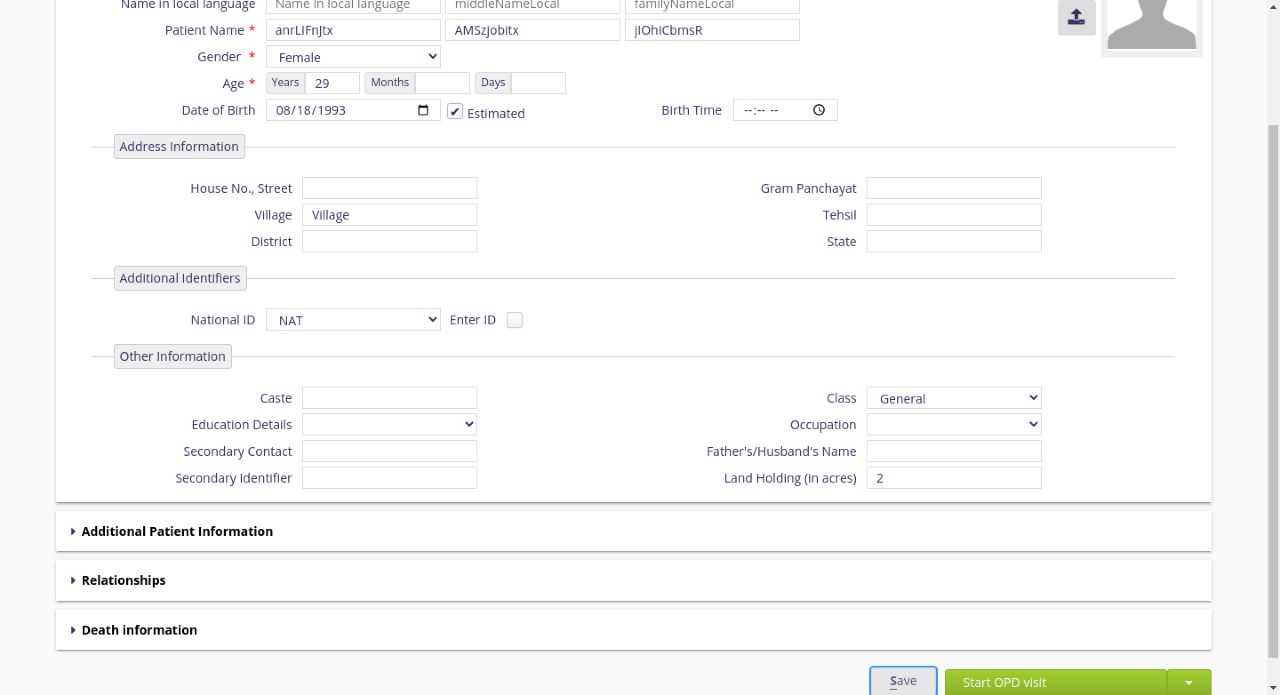 Name in local language Name in local language middleNameLocal familyNameLocal
Patient Name * anrLIFnJtx AMSzJobitx jIOhiCbmsR
Gender * Female
Age * Years 29 Months Days
Date of Birth 08/18/1993 Estimated Birth Time --:-- --
Address Information
House No., Street Gram Panchayat
Village Village Tehsil
District State
Additional Identifiers
National ID NAT Enter ID
Other Information
Caste Class General
Education Details Occupation
Secondary Contact Father's/Husband's Name
Secondary Identifier Land Holding (in acres) 2
Additional Patient Information
Relationships
Death information
Save Start OPD visit